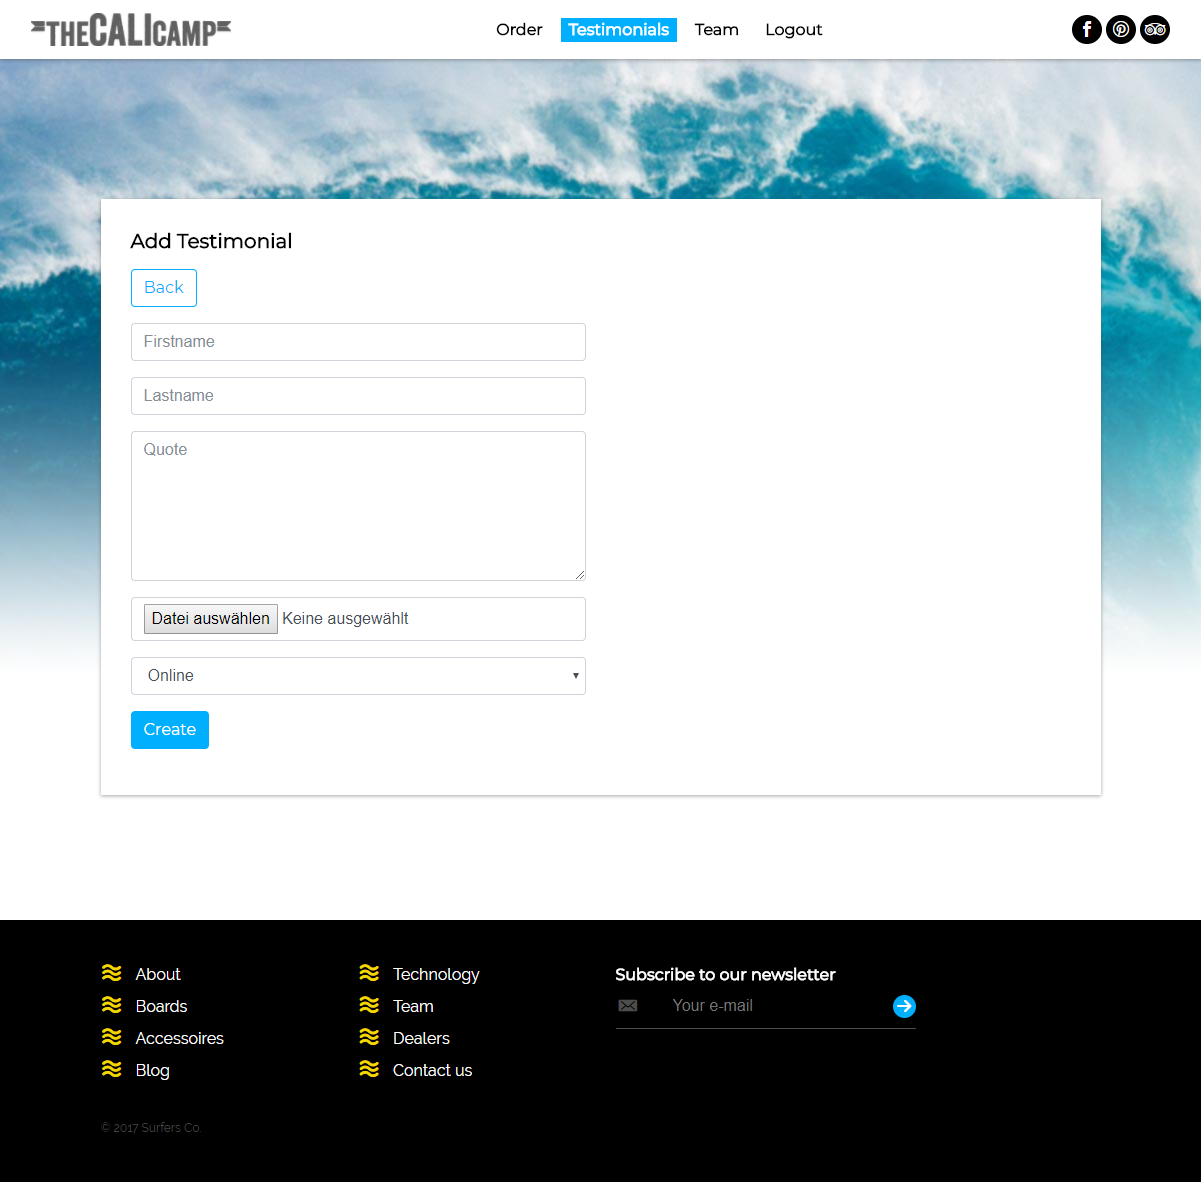 THECALICAMP
Order Testimonials Team Logout
Add Testimonial
Back
Firstname
Lastname
Quote
Datei auswählen Keine ausgewählt
Online
Create
About
Boards
Accessoires
Blog
Technology
Team
Dealers
Contact us
Subscribe to our newsletter
Your e-mail
© 2017 Surfers Co.